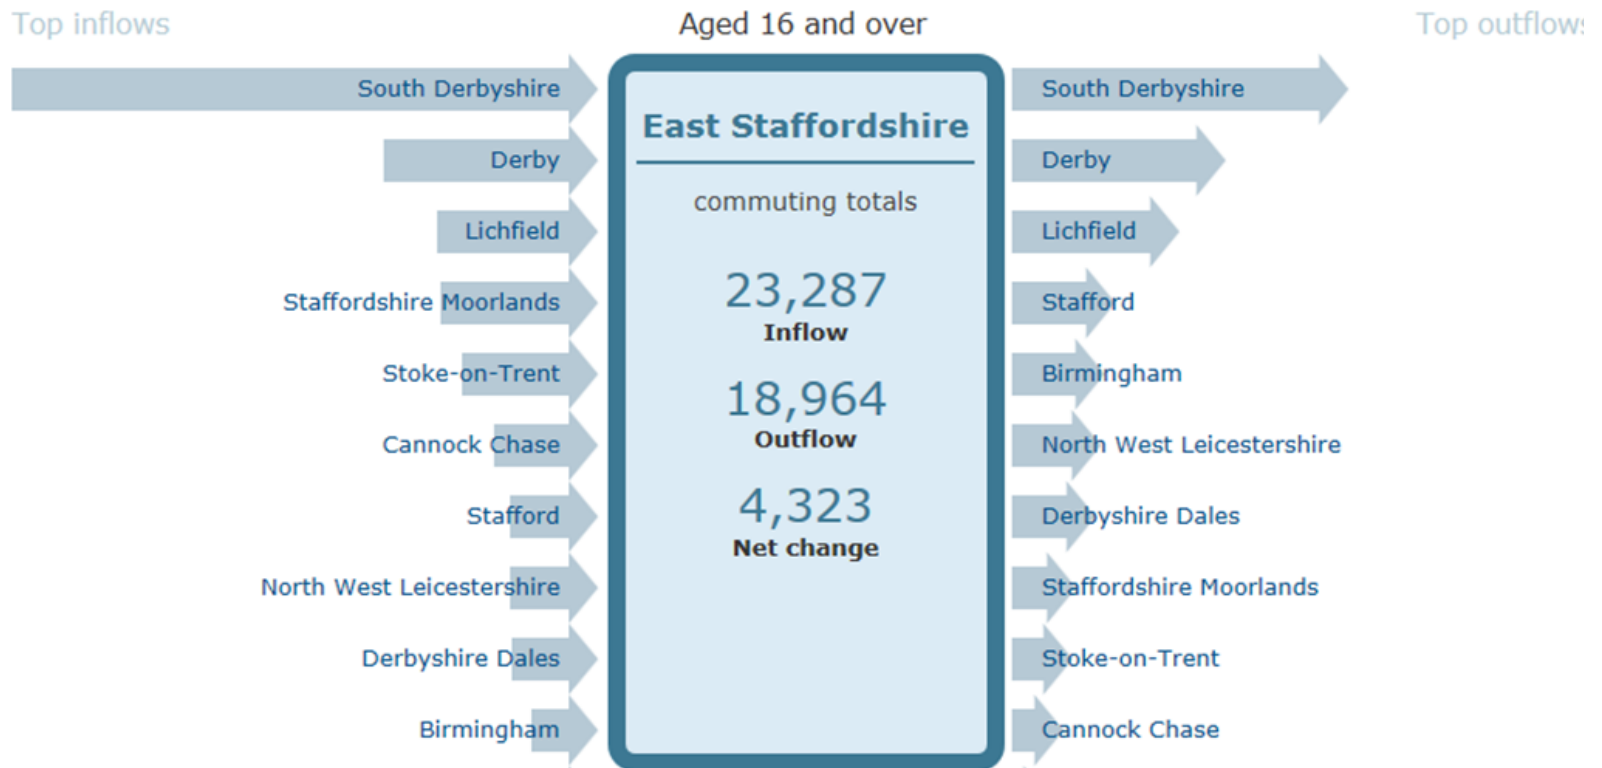 Top inflows
Aged 16 and over
Top outflows
South Derbyshire
Derby
Lichfield
Staffordshire Moorlands
Stoke-on-Trent
Cannock Chase
Stafford
North West Leicestershire
Derbyshire Dales
Birmingham
East Staffordshire
commuting totals
23,287
Inflow
18,964
Outflow
4,323
Net change
South Derbyshire
Derby
Lichfield
Stafford
Birmingham
North West Leicestershire
Derbyshire Dales
Staffordshire Moorlands
Stoke-on-Trent
Cannock Chase